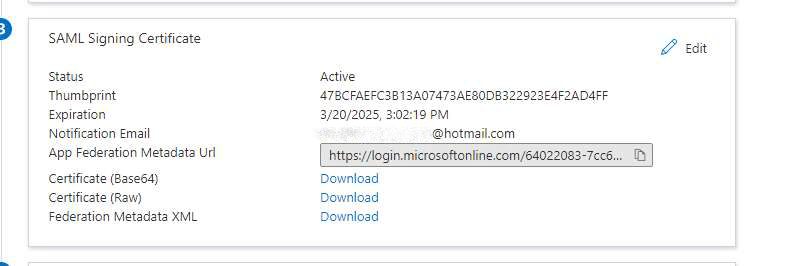 3
SAML Signing Certificate
Edit
Status Active
Thumbprint 47BCFAEFC3B13A07473AE80DB322923E4F2AD4FF
Expiration 3/20/2025, 3:02:19 PM
Notification Email @hotmail.com
App Federation Metadata Url https://login.microsoftonline.com/64022083-7cc6...
Certificate (Base64) Download
Certificate (Raw) Download
Federation Metadata XML Download